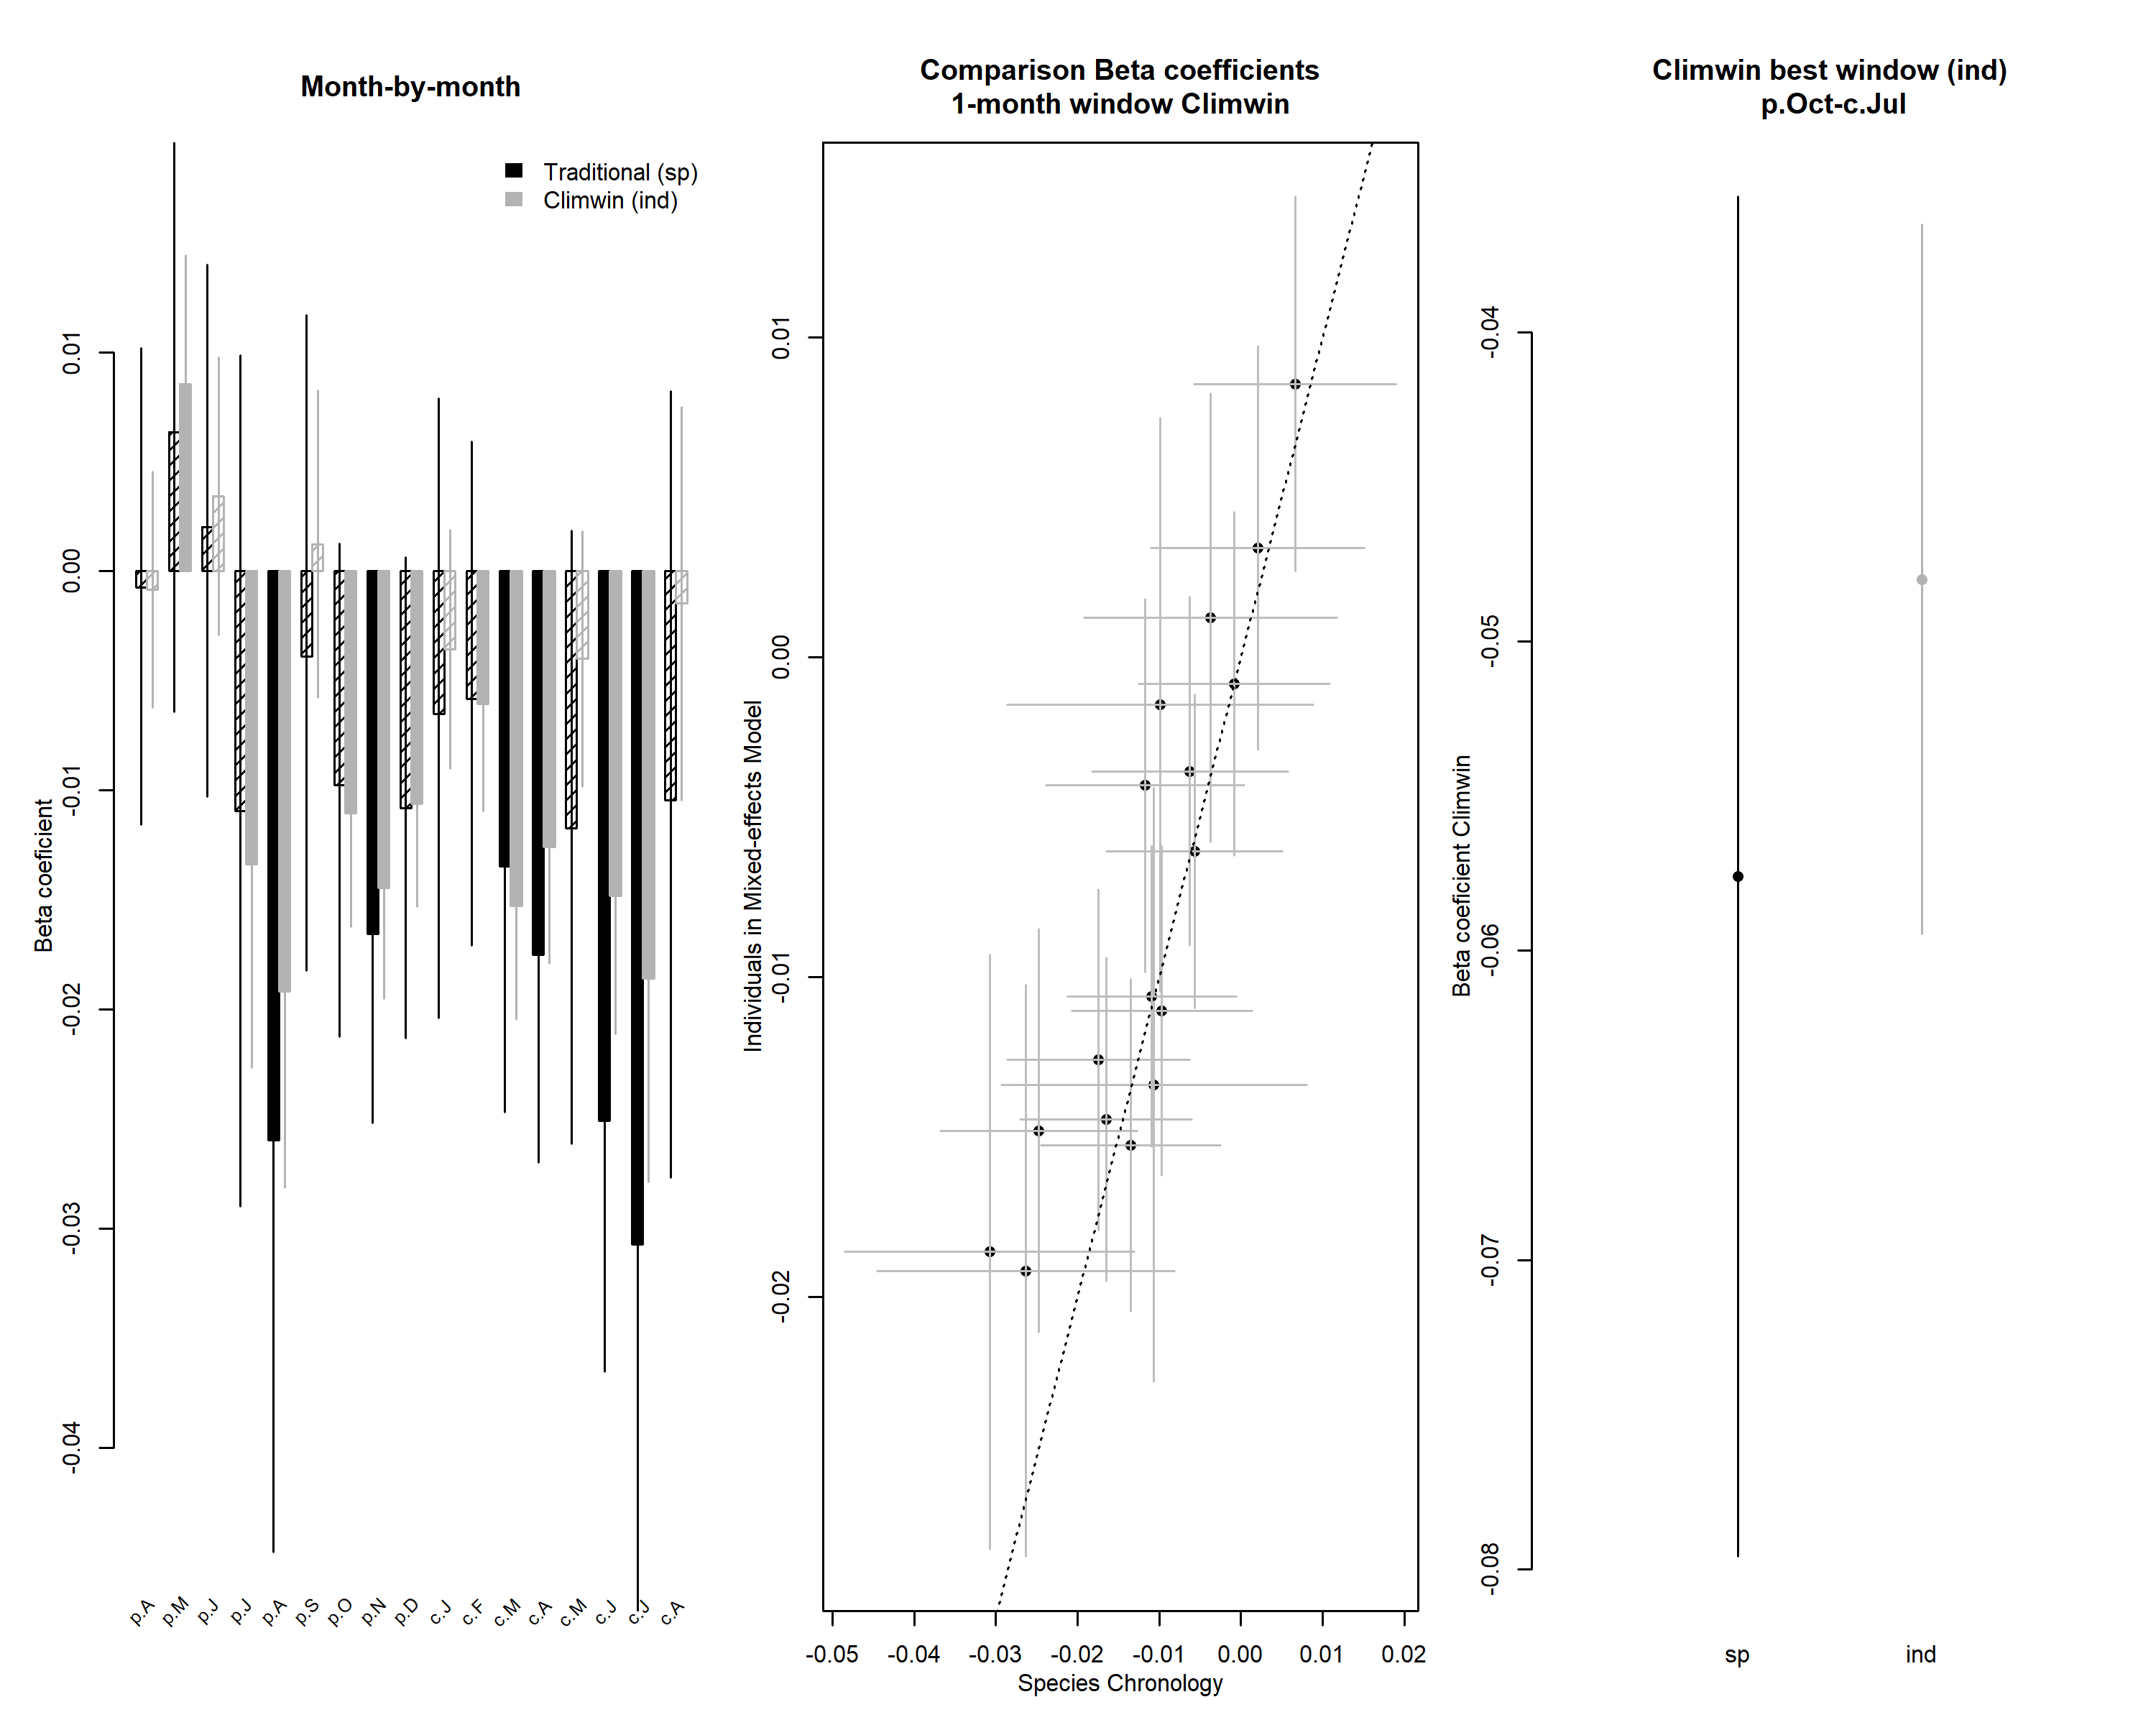 Month-by-month
Traditional (sp)
Climwin (ind)
Beta coeficient
0.01
0.00
-0.01
-0.02
-0.03
-0.04
p.A
p.M
p.J
p.J
p.A
p.S
p.O
p.N
p.D
c.J
c.F
c.M
c.A
c.M
c.J
c.J
c.A
Comparison Beta coefficients
1-month window Climwin
Individuals in Mixed-effects Model
0.01
0.00
-0.01
-0.02
-0.05
-0.04
-0.03
-0.02
-0.01
0.00
0.01
0.02
Species Chronology
Climwin best window (ind)
p.Oct-c.Jul
Beta coeficient Climwin
-0.04
-0.05
-0.06
-0.07
-0.08
sp
ind